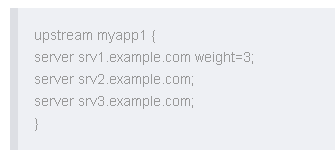 upstream myapp1 {
server srv1.example.com weight=3;
server srv2.example.com;
server srv3.example.com;
}